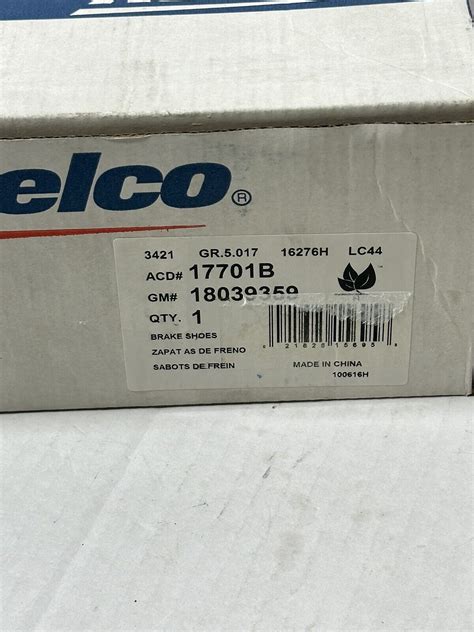 elco®
3421 GR.5.017 16276H LC44
ACD# 17701B
GM# 18039359
QTY. 1
BRAKE SHOES
ZAPAT AS DE FRENO
SABOTS DE FREIN
MADE IN CHINA
100616H